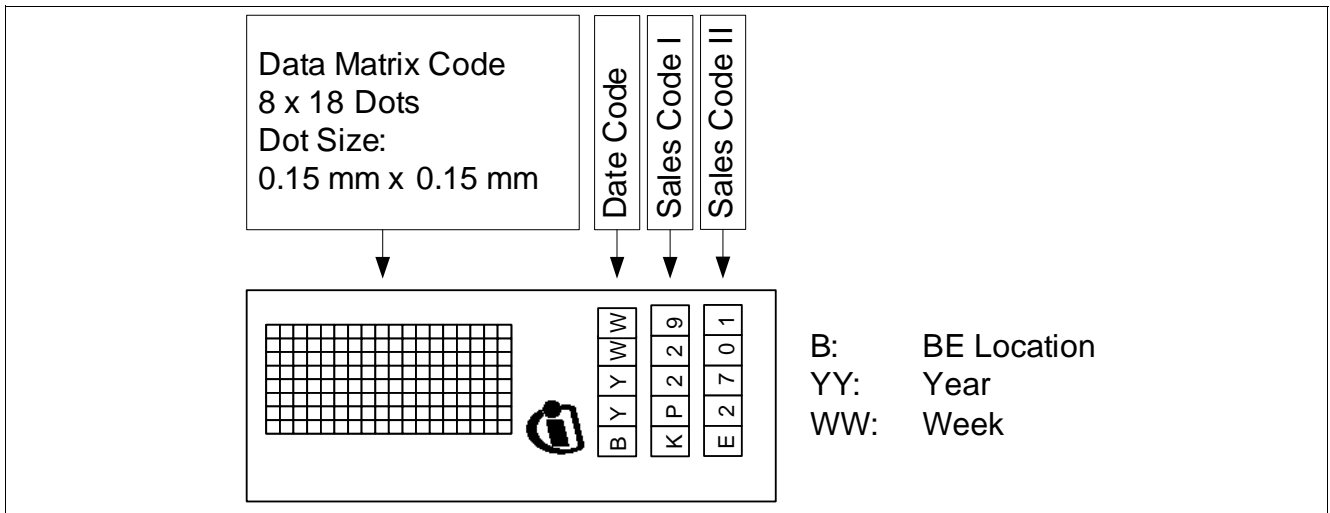 Data Matrix Code
8 x 18 Dots
Dot Size:
0.15 mm x 0.15 mm
Date Code
Sales Code I
Sales Code II
BYYWW
KP229
E2701
B: BE Location
YY: Year
WW: Week